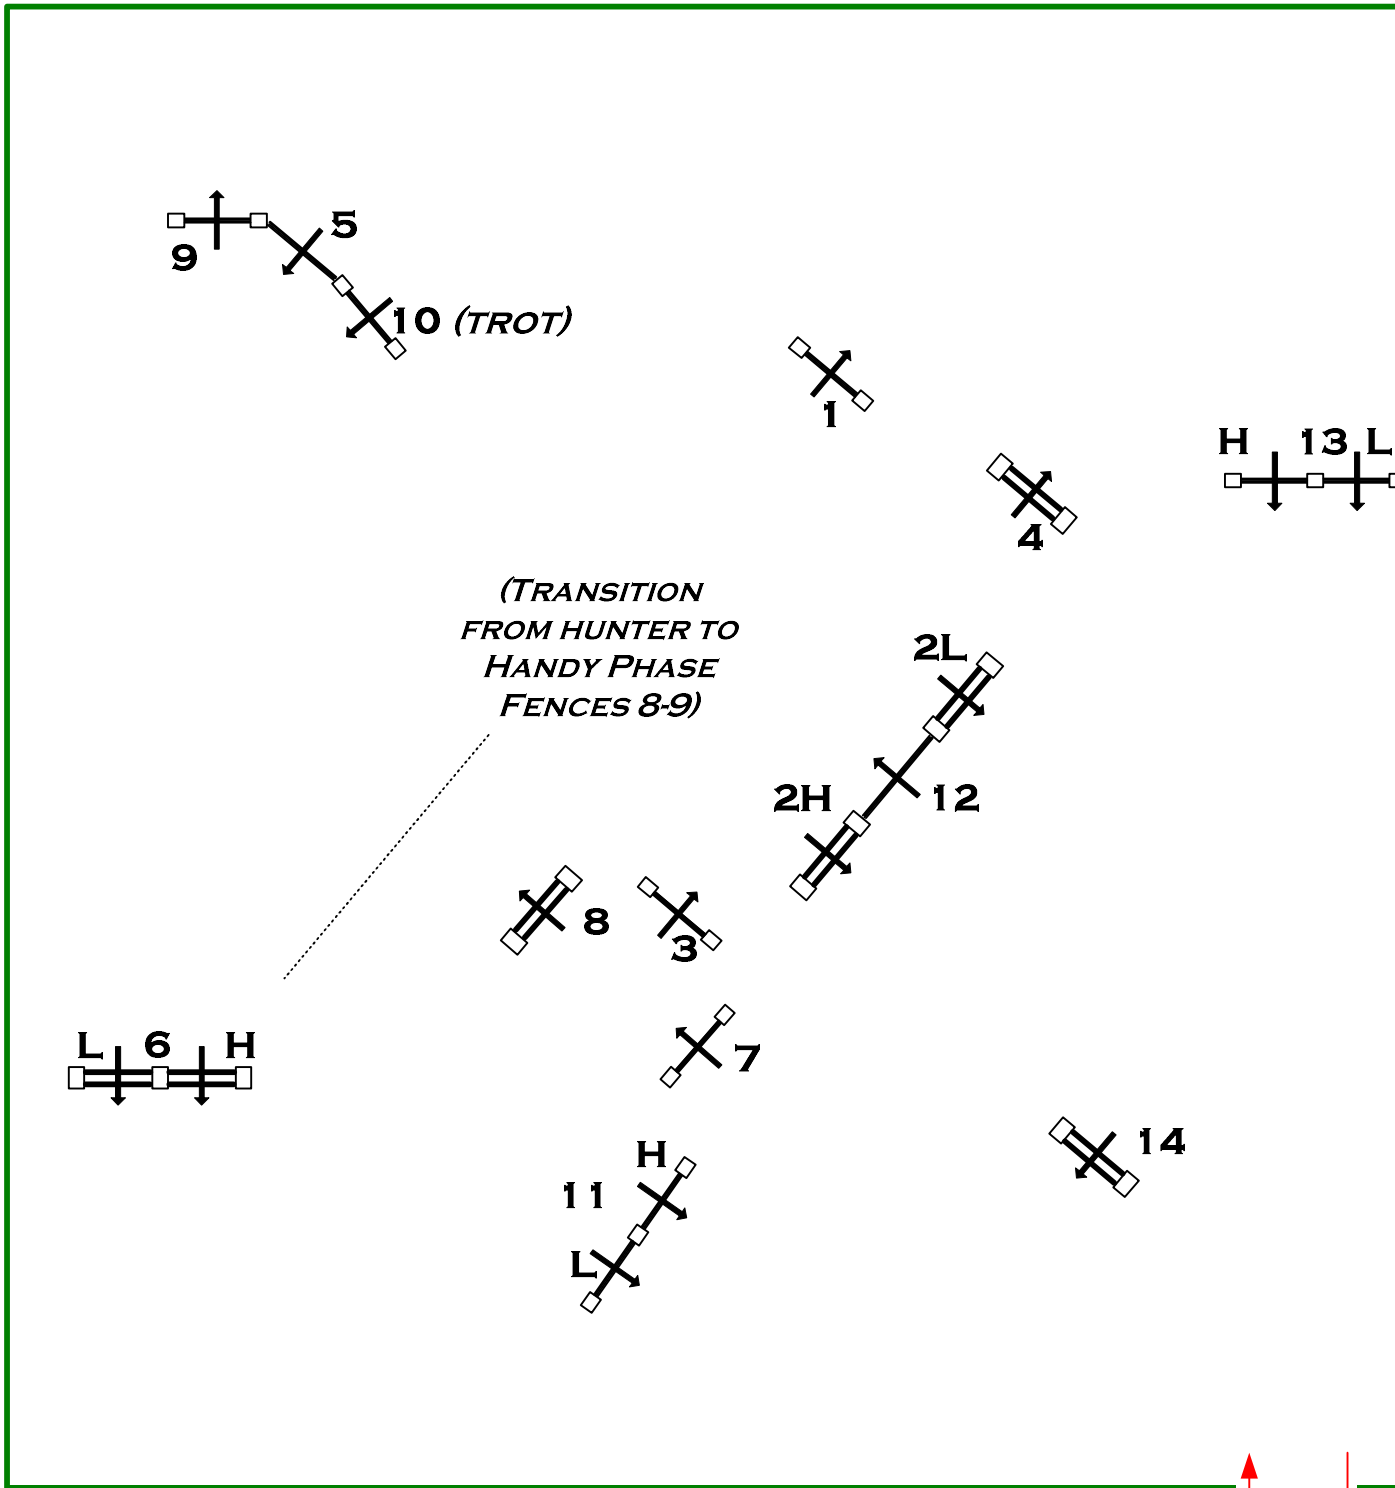 5
9
10 (TROT)
1
H 13 L
4
(TRANSITION
FROM HUNTER TO
HANDY PHASE
FENCES 8-9)
2L
2H
12
8
3
L 6 H
7
14
H
11
L